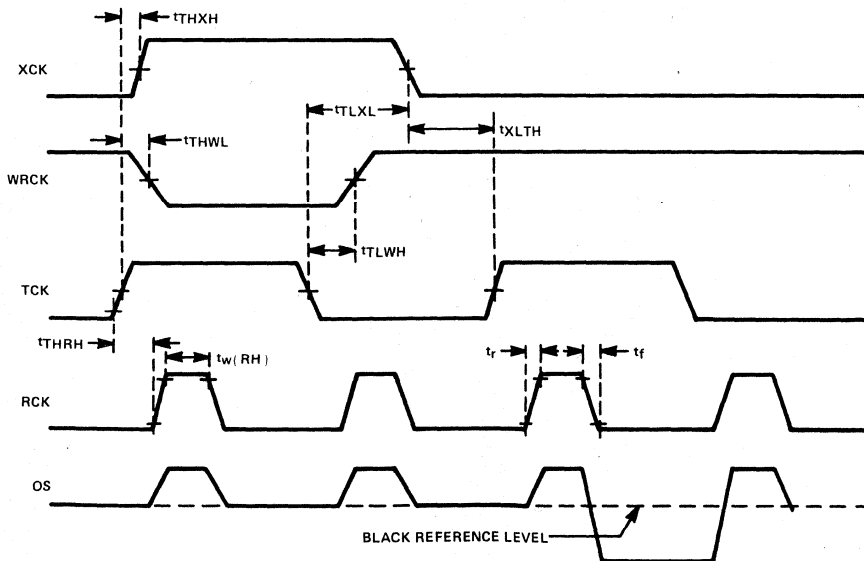 tTHXH
XCK
tTLXL
tXLTH
tTHWL
WRCK
tTLWH
TCK
tTHRH
tw(RH)
tr
tf
RCK
OS
BLACK REFERENCE LEVEL